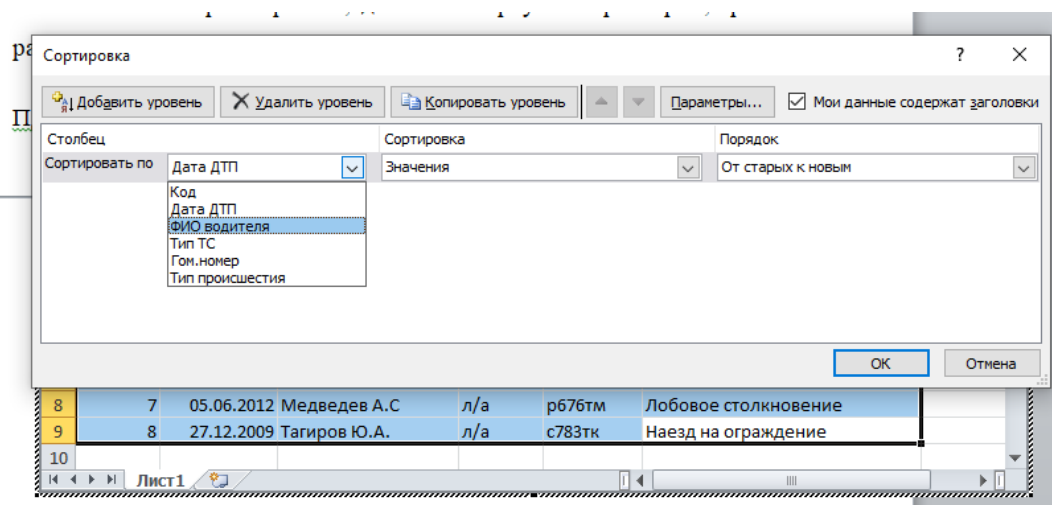 ра
Сортировка ? ×
Добавить уровень Удалить уровень Копировать уровень Параметры... Мои данные содержат заголовки
П
Столбец Сортировка Порядок
Сортировать по Дата ДТП Значения От старых к новым
Код
Дата ДТП
ФИО водителя
Тип ТС
Гом.номер
Тип происшестия
ОК Отмена
8 7 05.06.2012 Медведев А.С л/а р676тм Лобовое столкновение
9 8 27.12.2009 Тагиров Ю.А. л/а с783тк Наезд на ограждение
10
Лист1